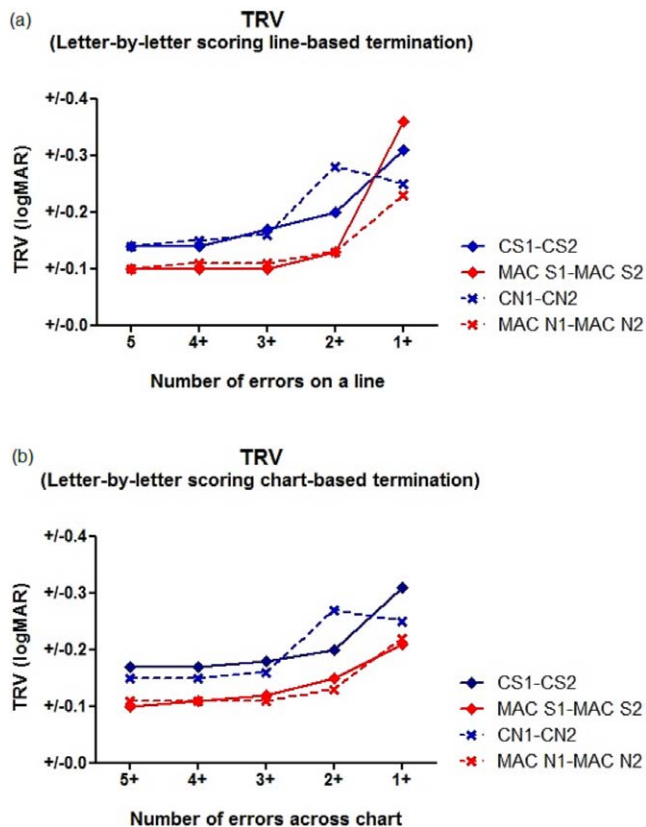 (a)
TRV
(Letter-by-letter scoring line-based termination)
+/-0.4
+/-0.3
+/-0.2
+/-0.1
+/-0.0
TRV (logMAR)
5 4+ 3+ 2+ 1+
Number of errors on a line
CS1-CS2
MAC S1-MAC S2
CN1-CN2
MAC N1-MAC N2
(b)
TRV
(Letter-by-letter scoring chart-based termination)
+/-0.4
+/-0.3
+/-0.2
+/-0.1
+/-0.0
TRV (logMAR)
5+ 4+ 3+ 2+ 1+
Number of errors across chart
CS1-CS2
MAC S1-MAC S2
CN1-CN2
MAC N1-MAC N2